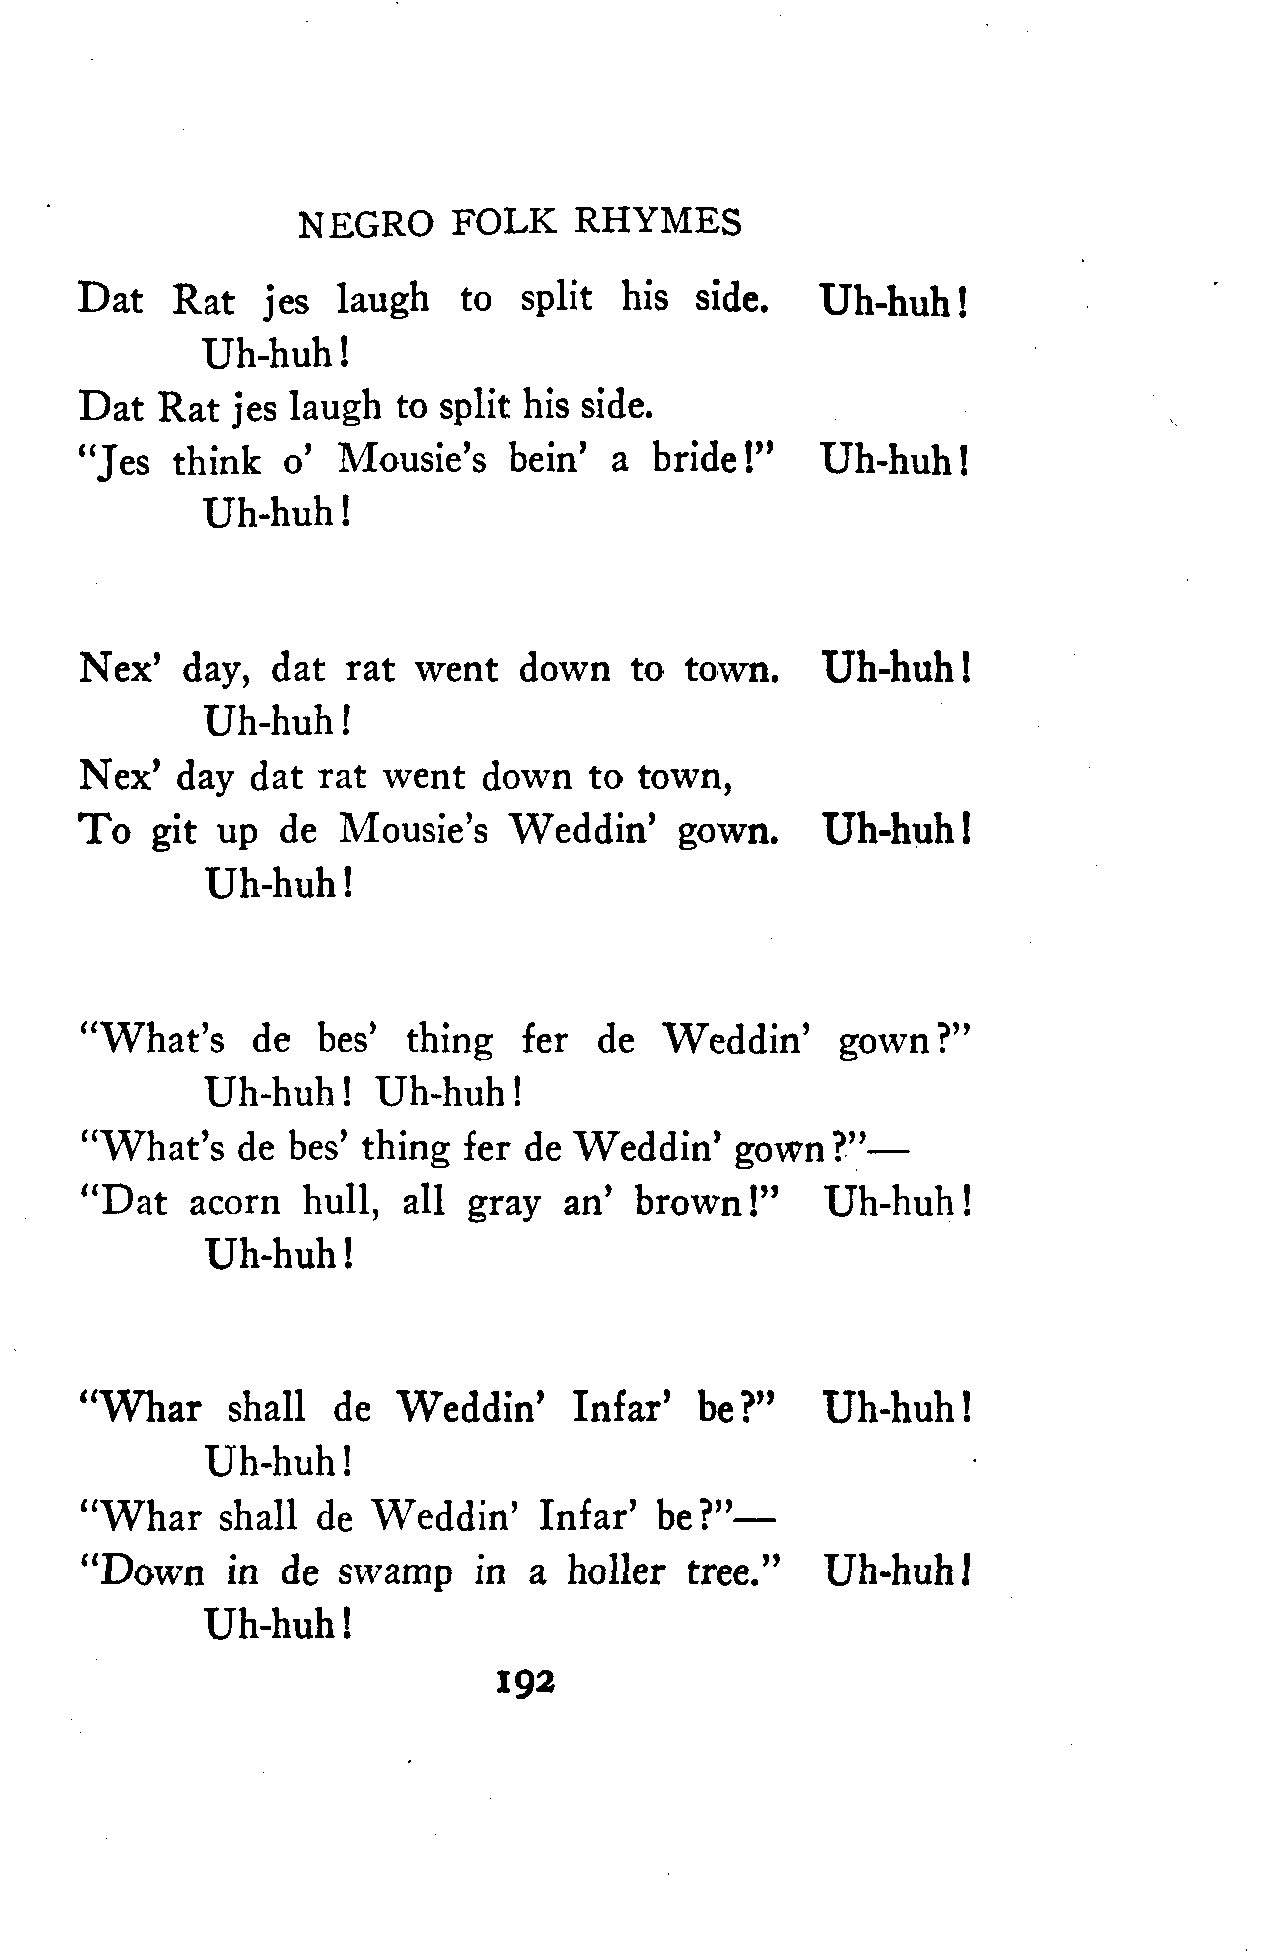 NEGRO FOLK RHYMES
Dat Rat jes laugh to split his side. Uh-huh!
Uh-huh!
Dat Rat jes laugh to split his side.
“Jes think o’ Mousie’s bein’ a bride!” Uh-huh!
Uh-huh!
Nex’ day, dat rat went down to town. Uh-huh!
Uh-huh!
Nex’ day dat rat went down to town,
To git up de Mousie’s Weddin’ gown. Uh-huh!
Uh-huh!
“What’s de bes’ thing fer de Weddin’ gown?”
Uh-huh! Uh-huh!
“What’s de bes’ thing fer de Weddin’ gown?”—
“Dat acorn hull, all gray an’ brown!” Uh-huh!
Uh-huh!
“Whar shall de Weddin’ Infar’ be?” Uh-huh!
Uh-huh!
“Whar shall de Weddin’ Infar’ be?”—
“Down in de swamp in a holler tree.” Uh-huh!
Uh-huh!
192